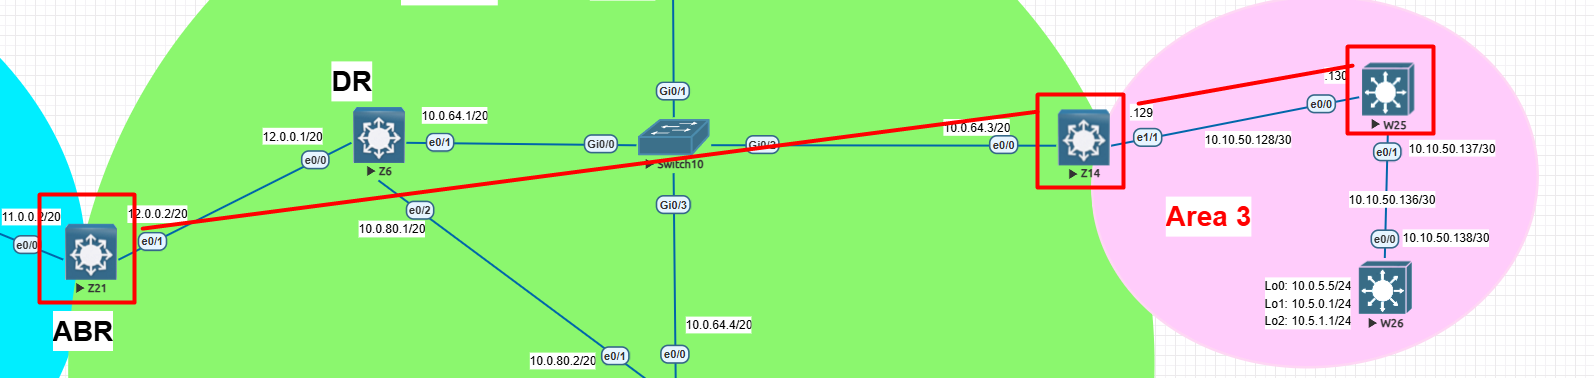 DR
10.0.64.1/20
12.0.0.1/20
e0/0
e0/1
Z6
e0/2
10.0.80.1/20
Gi0/1
Gi0/0
Gi0/2
Switch10
Gi0/3
10.0.64.3/20
e0/0
Z14
.129
e1/1
10.10.50.128/30
.130
e0/0
W25
e0/1
10.10.50.137/30
10.10.50.136/30
e0/0
10.10.50.138/30
Area 3
Lo0: 10.0.5.5/24
Lo1: 10.5.0.1/24
Lo2: 10.5.1.1/24
W26
11.0.0.2/20
e0/0
12.0.0.2/20
e0/1
Z21
ABR
10.0.64.4/20
e0/0
10.0.80.2/20
e0/1